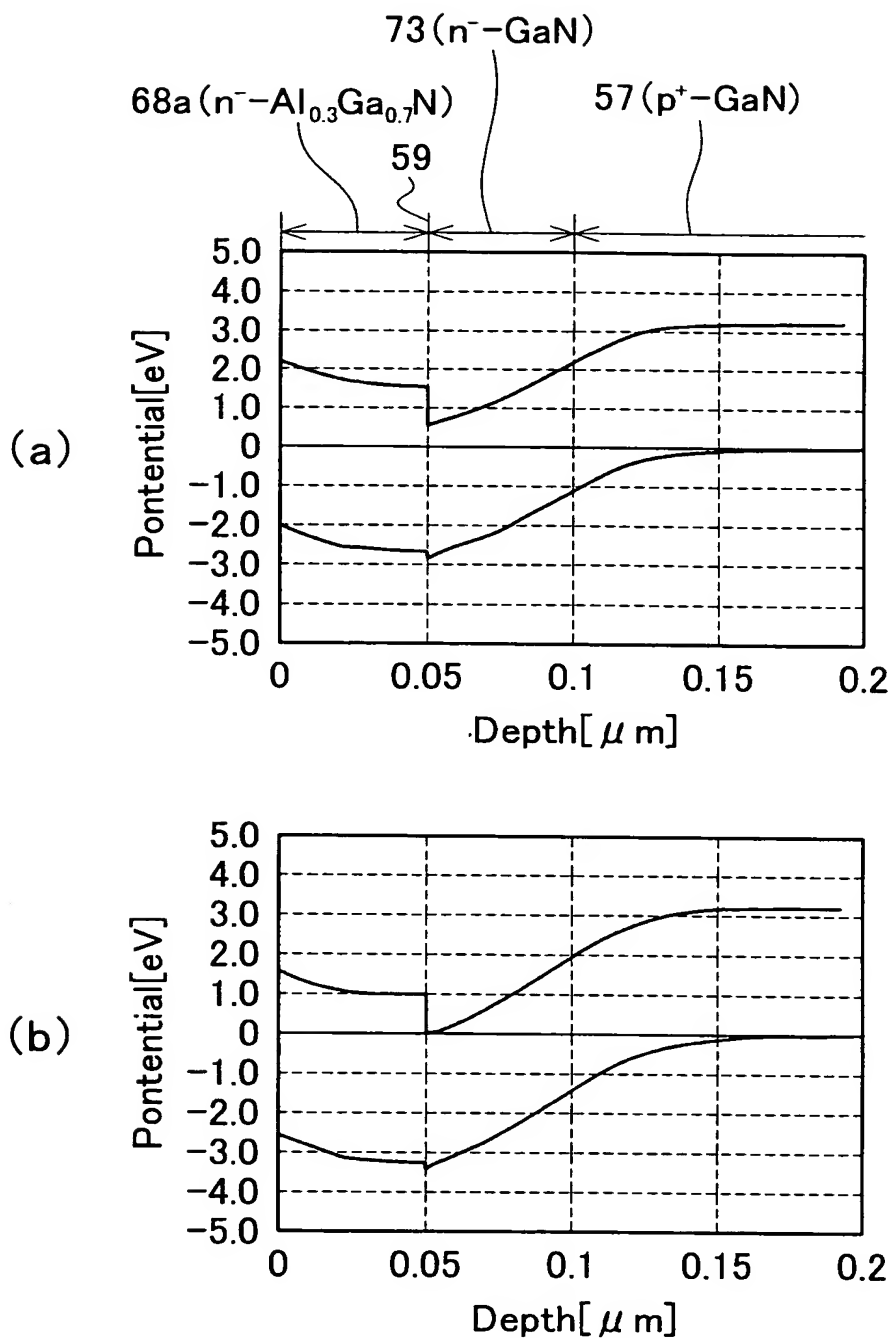 73(n⁻-GaN)
68a(n⁻-Al₀.₃Ga₀.₇N)
57(p⁺-GaN)
59
(a)
Pontential[eV]
5.0
4.0
3.0
2.0
1.0
0
-1.0
-2.0
-3.0
-4.0
-5.0
0 0.05 0.1 0.15 0.2
Depth[μm]
(b)
Pontential[eV]
5.0
4.0
3.0
2.0
1.0
0
-1.0
-2.0
-3.0
-4.0
-5.0
0 0.05 0.1 0.15 0.2
Depth[μm]